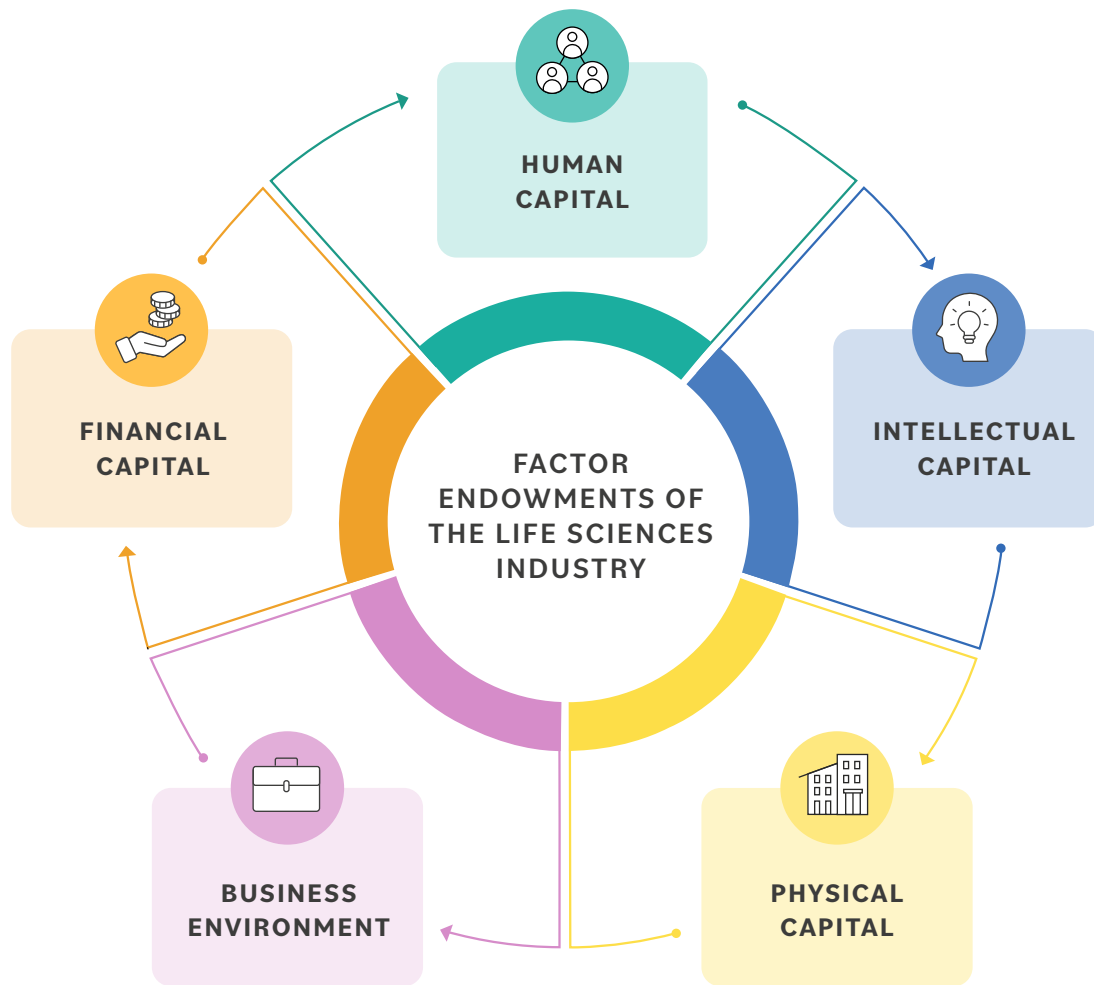 HUMAN
CAPITAL
FINANCIAL
CAPITAL
INTELLECTUAL
CAPITAL
FACTOR
ENDOWMENTS OF
THE LIFE SCIENCES
INDUSTRY
BUSINESS
ENVIRONMENT
PHYSICAL
CAPITAL